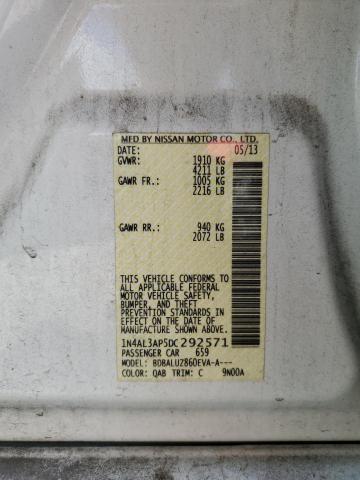 MFD BY NISSAN MOTOR CO., LTD.
DATE: 05/13
GVWR: 1910 KG
4211 LB
GAWR FR.: 1005 KG
2216 LB
GAWR RR.: 940 KG
2072 LB
THIS VEHICLE CONFORMS TO
ALL APPLICABLE FEDERAL
MOTOR VEHICLE SAFETY,
BUMPER, AND THEFT
PREVENTION STANDARDS
IN EFFECT ON THE DATE OF
MANUFACTURE SHOWN ABOVE.
1N4AL3AP5DC292571
PASSENGER CAR 659
MODEL: BDBALUZ860EVA-A---
COLOR: QAB TRIM: C 9N00A